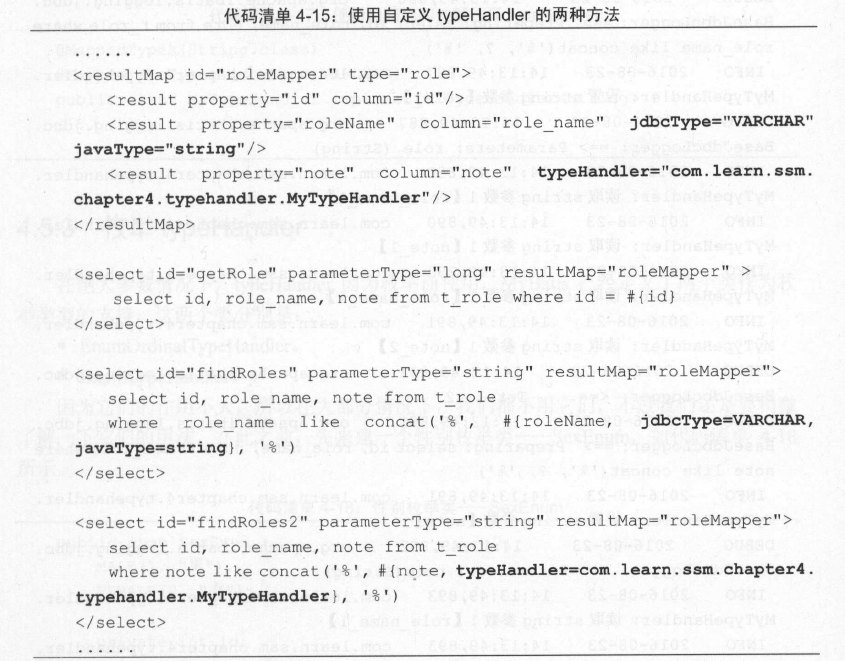 代码清单 4-15：使用自定义 typeHandler 的两种方法
......
<resultMap id="roleMapper" type="role">
<result property="id" column="id"/>
<result property="roleName" column="role_name" jdbcType="VARCHAR"
javaType="string"/>
<result property="note" column="note" typeHandler="com.learn.ssm.
chapter4.typehandler.MyTypeHandler"/>
</resultMap>
<select id="getRole" parameterType="long" resultMap="roleMapper" >
select id, role_name, note from t_role where id = #{id}
</select>
<select id="findRoles" parameterType="string" resultMap="roleMapper">
select id, role_name, note from t_role
where role_name like concat('%', #{roleName, jdbcType=VARCHAR,
javaType=string}, '%')
</select>
<select id="findRoles2" parameterType="string" resultMap="roleMapper">
select id, role_name, note from t_role
where note like concat('%', #{note, typeHandler=com.learn.ssm.chapter4.
typehandler.MyTypeHandler}, '%')
</select>
......